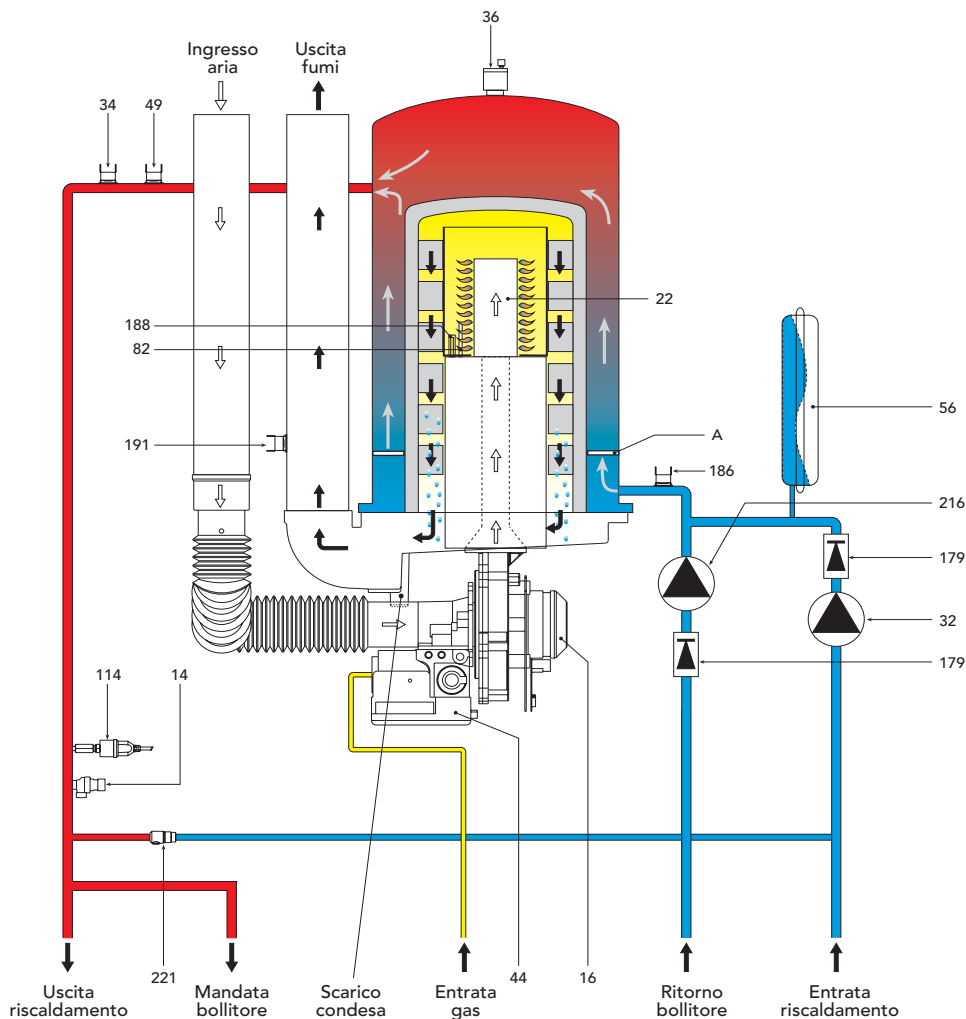 36
Ingresso
aria
Uscita
fumi
34
49
22
188
82
56
191
A
186
216
179
32
179
114
14
221
44
16
Uscita
riscaldamento
Mandata
bollitore
Scarico
condesa
Entrata
gas
Ritorno
bollitore
Entrata
riscaldamento